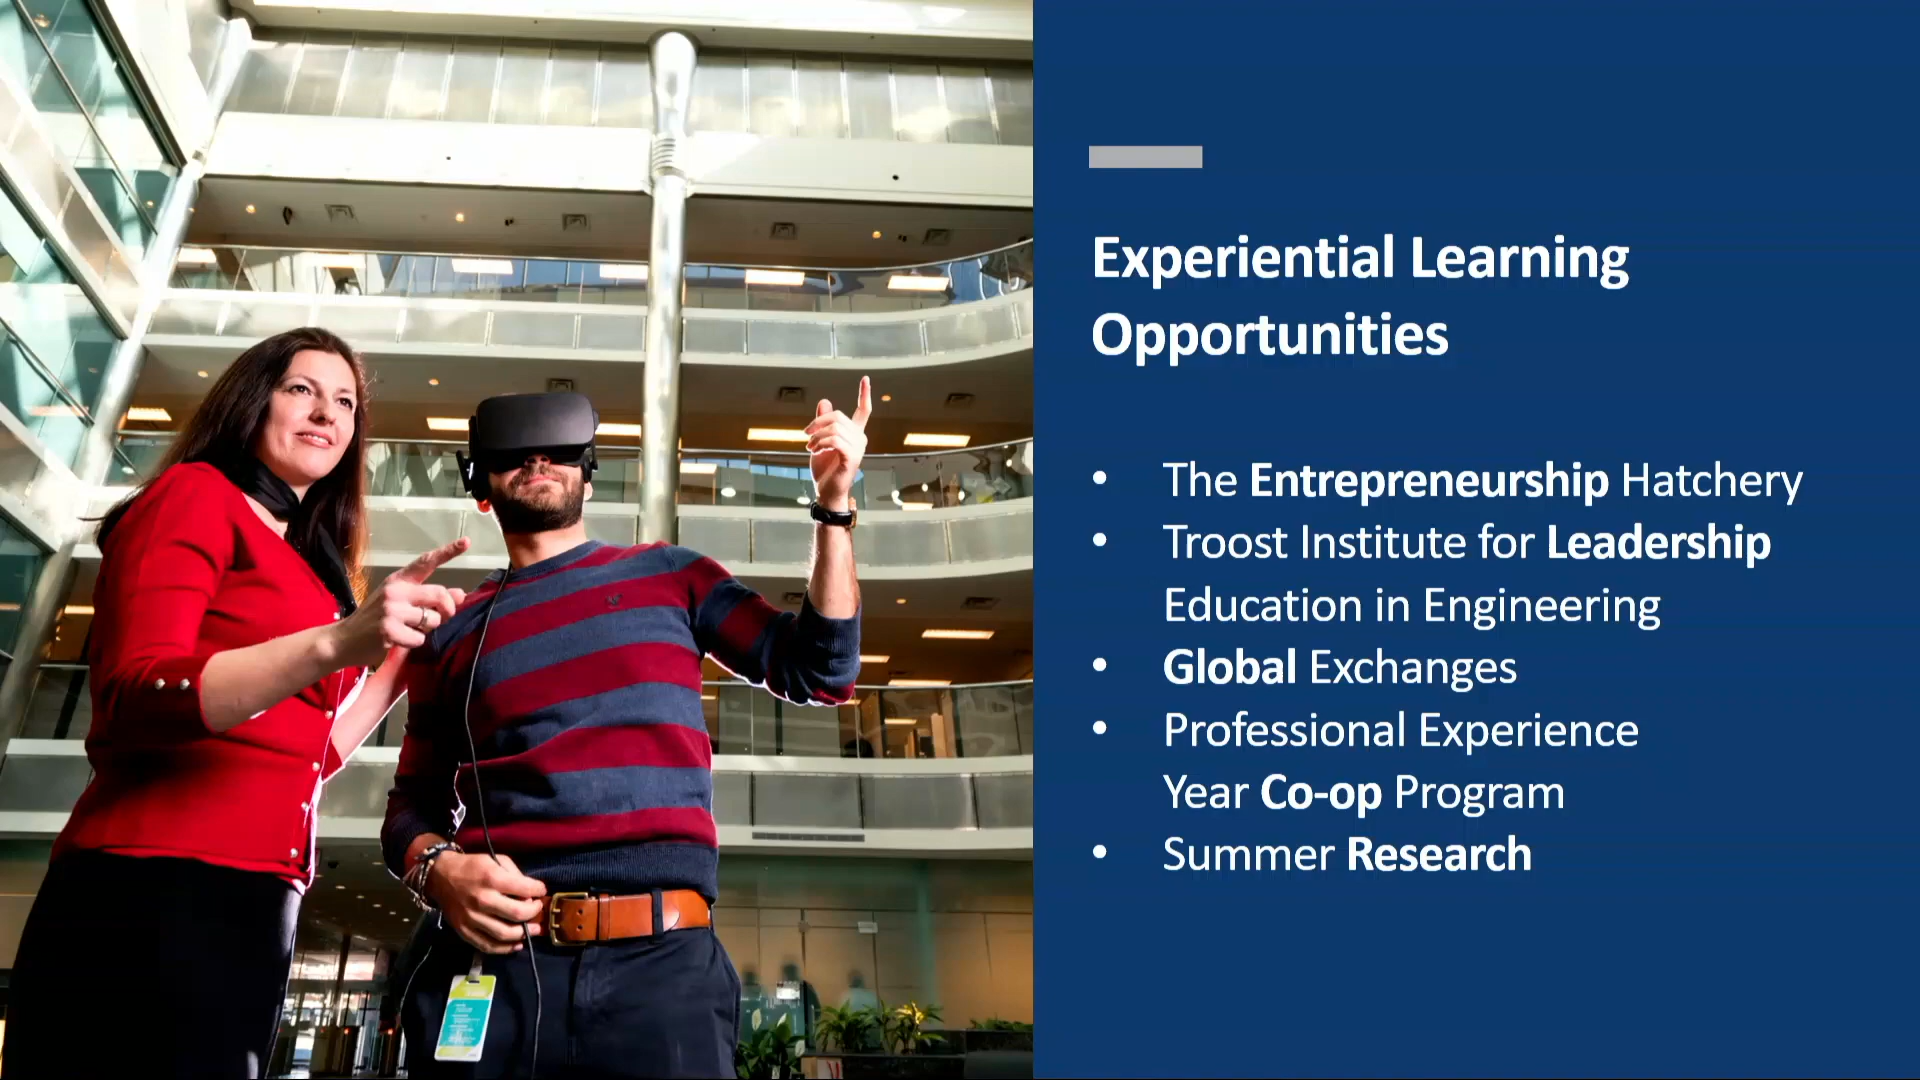 Experiential Learning
Opportunities
• The Entrepreneurship Hatchery
• Troost Institute for Leadership
Education in Engineering
• Global Exchanges
• Professional Experience
Year Co-op Program
• Summer Research